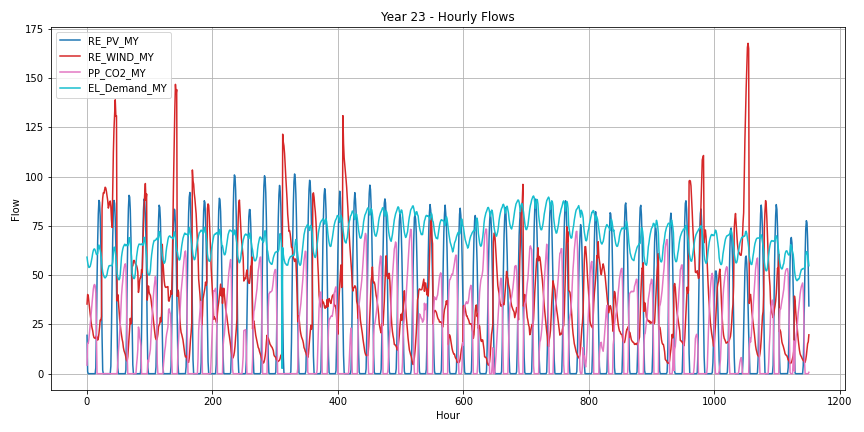 Year 23 - Hourly Flows
RE_PV_MY
RE_WIND_MY
PP_CO2_MY
EL_Demand_MY
175
150
125
100
75
50
25
0
Flow
0 200 400 600 800 1000 1200
Hour